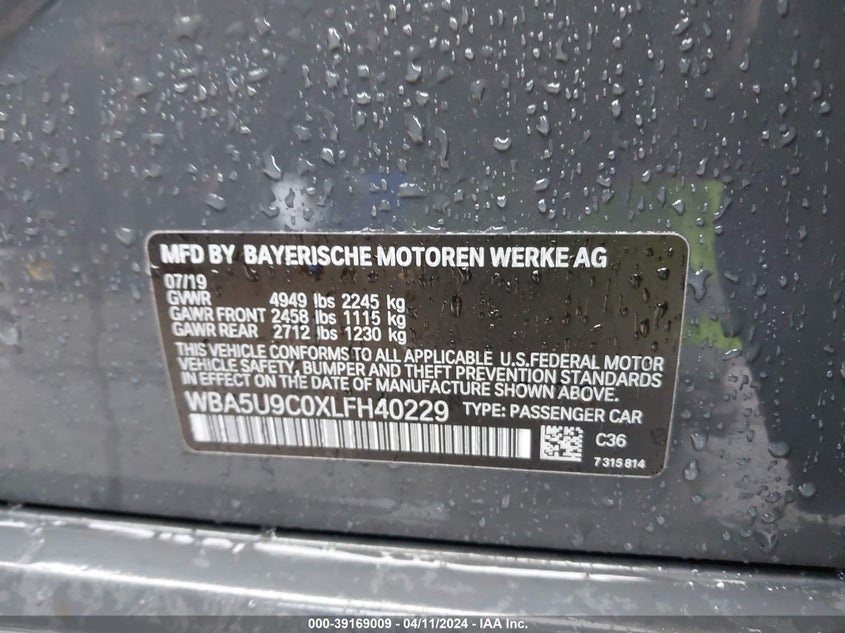 MFD BY BAYERISCHE MOTOREN WERKE AG
07/19
GVWR 4949 lbs 2245 kg
GAWR FRONT 2458 lbs 1115 kg
GAWR REAR 2712 lbs 1230 kg
THIS VEHICLE CONFORMS TO ALL APPLICABLE U.S.FEDERAL MOTOR
VEHICLE SAFETY, BUMPER AND THEFT PREVENTION STANDARDS
IN EFFECT ON THE DATE OF MANUFACTURE SHOWN ABOVE.
WBA5U9C0XLFH40229 TYPE: PASSENGER CAR
C36
7 315 814
000-39169009 - 04/11/2024 - IAA Inc.